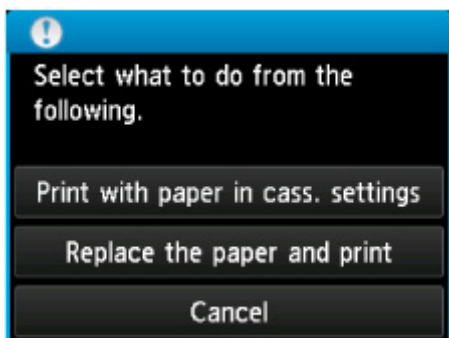 Select what to do from the
following.
Print with paper in cass. settings
Replace the paper and print
Cancel